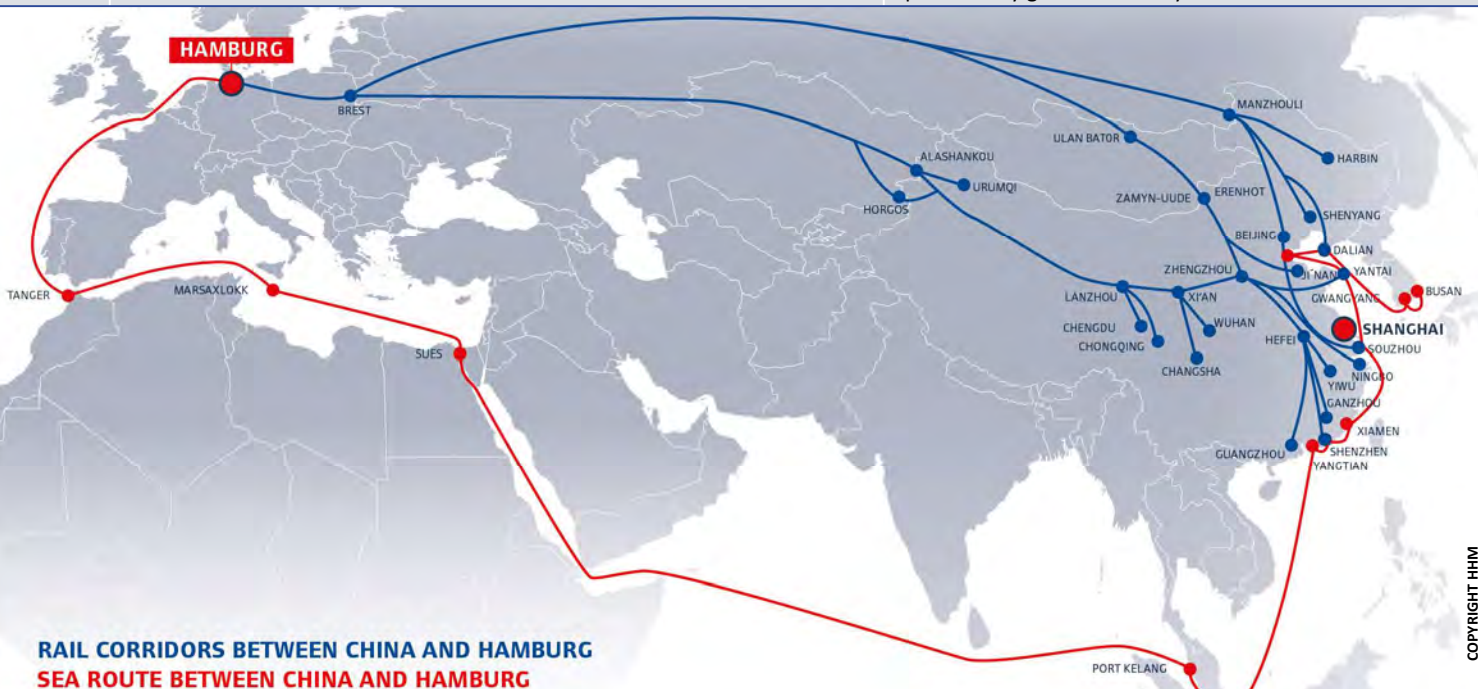 HAMBURG
BREST
MANZHOULI
ULAN BATOR
HARBIN
ALASHANKOU
URUMQI
HORGOS
ZAMYN-UUDE
ERENHOT
SHENYANG
BEIJING
DALIAN
ZHENGZHOU
JI´NAN
YANTAI
TANGER
MARSAXLOKK
LANZHOU
XI'AN
GWANGYANG
BUSAN
CHENGDU
WUHAN
SHANGHAI
CHONGQING
HEFEI
SOUZHOU
SUES
CHANGSHA
NINGBO
YIWU
GANZHOU
XIAMEN
GUANGZHOU
SHENZHEN
YANGTIAN
COPYRIGHT HHM
RAIL CORRIDORS BETWEEN CHINA AND HAMBURG
PORT KELANG
SEA ROUTE BETWEEN CHINA AND HAMBURG